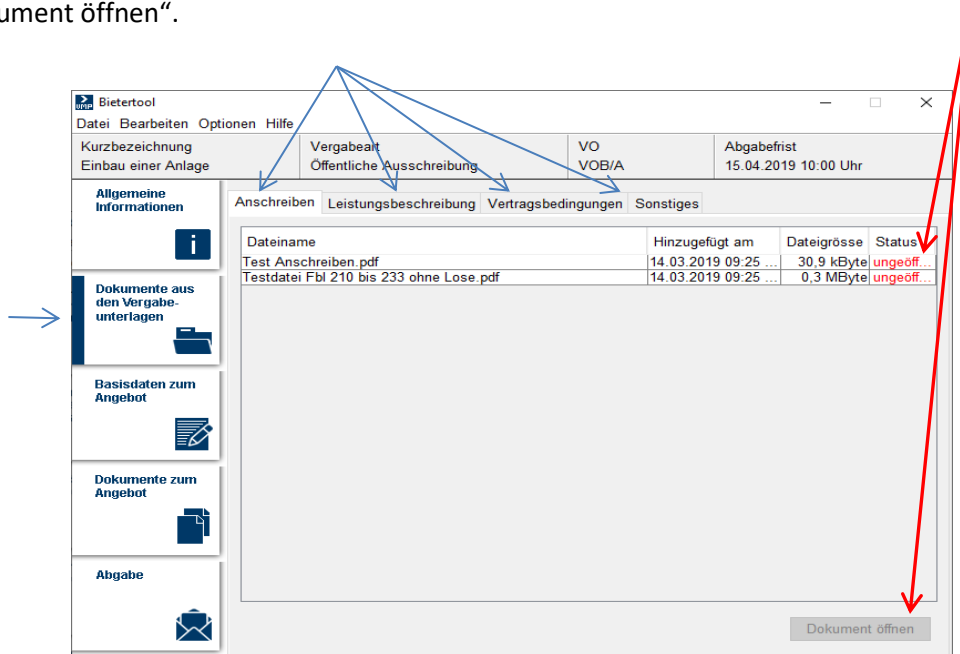 ument öffnen“.
Bietertool
Datei Bearbeiten Optionen Hilfe
Kurzbezeichnung Vergabeart VO Abgabefrist
Einbau einer Anlage Öffentliche Ausschreibung VOB/A 15.04.2019 10:00 Uhr
Allgemeine
Informationen
Anschreiben Leistungsbeschreibung Vertragsbedingungen Sonstiges
Dateiname Hinzugefügt am Dateigrösse Status
Test Anschreiben.pdf 14.03.2019 09:25 ... 30,9 kByte ungeöff...
Testdatei Fbl 210 bis 233 ohne Lose.pdf 14.03.2019 09:25 ... 0,3 MByte ungeöff...
Dokumente aus
den Vergabe-
unterlagen
Basisdaten zum
Angebot
Dokumente zum
Angebot
Abgabe
Dokument öffnen